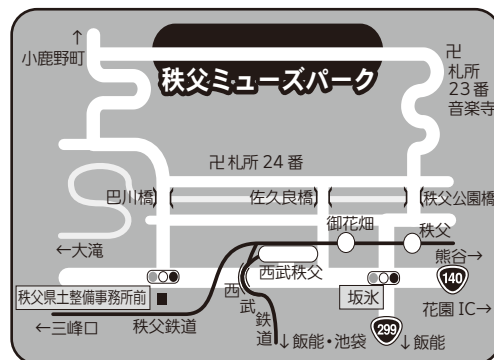 ↑
小鹿野町
秩父ミューズパーク
卍
札所
23番
音楽寺
卍札所24番
巴川橋
佐久良橋
秩父公園橋
御花畑
秩父
←大滝
熊谷→
西武秩父
140
秩父県土整備事務所前
西武鉄道
坂氷
花園IC→
←三峰口
秩父鉄道
↓飯能・池袋
299
↓飯能